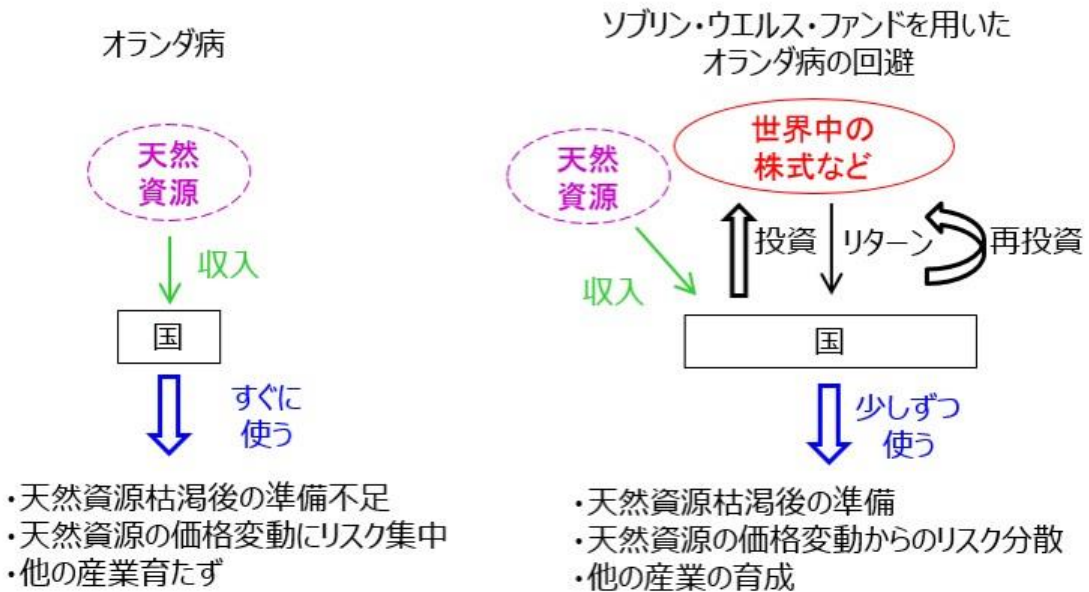 オランダ病
天然
資源
収入
国
すぐに
使う
・天然資源枯渇後の準備不足
・天然資源の価格変動にリスク集中
・他の産業育たず
ソブリン・ウエルス・ファンドを用いた
オランダ病の回避
世界中の
株式など
天然
資源
投資
リターン
再投資
収入
国
少しずつ
使う
・天然資源枯渇後の準備
・天然資源の価格変動からのリスク分散
・他の産業の育成